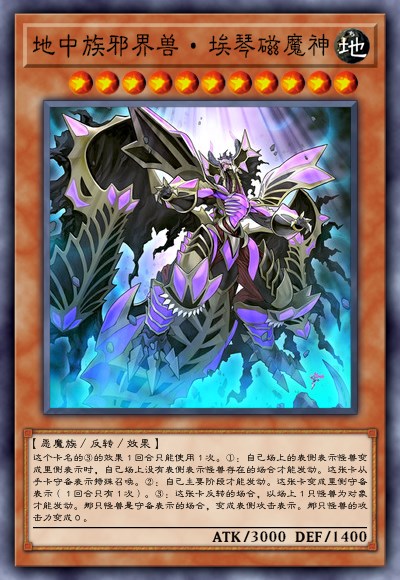 地中族邪界兽·埃琴磁魔神 地
【恶魔族／反转／效果】
这个卡名的③的效果1回合只能使用1次。①：自己场上的表侧表示怪兽变
成里侧表示时，自己场上没有表侧表示怪兽存在的场合才能发动。这张卡从
手卡守备表示特殊召唤。②：自己主要阶段才能发动。这张卡变成里侧守备
表示（1回合只有1次）。③：这张卡反转的场合，以场上1只怪兽为对象
才能发动。那只怪兽是守备表示的场合，变成表侧攻击表示。那只怪兽的攻
击力变成0。
ATK/3000 DEF/1400